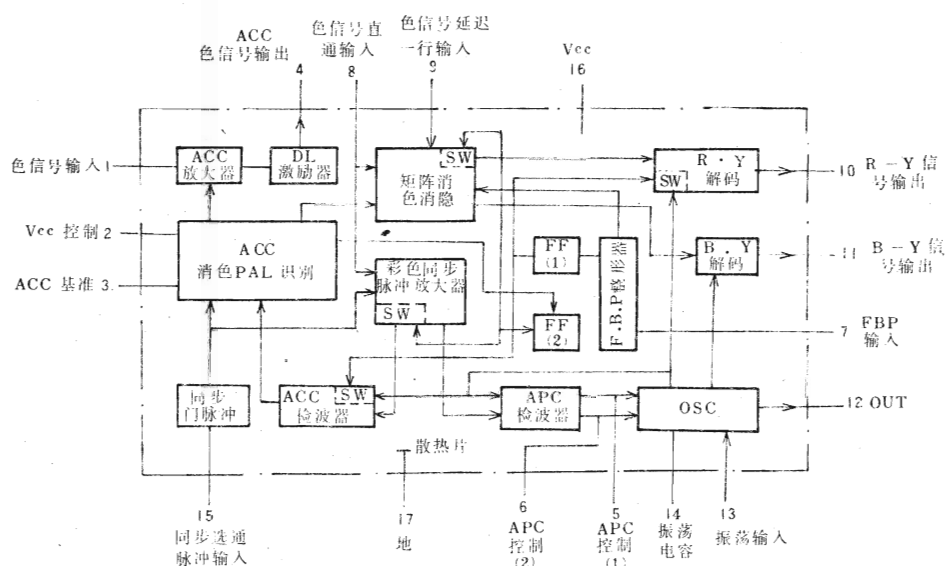 ACC
色信号输出
4
色信号直
通输入
8
色信号延迟
一行输入
9
Vcc
16
色信号输入 1
ACC
放大器
DL
激励器
SW
矩阵消
色消隐
R·Y
SW 解码
10 R-Y 信
号输出
Vcc 控制 2
ACC 基准 3
ACC
消色PAL 识别
彩色同步
脉冲放大器
SW
FF
(1)
FF
(2)
F.B.P整形器
B·Y
解码
11 B-Y 信
号输出
7 FBP
输入
同步
门脉冲
ACC SW
检波器
APC
检波器
OSC
12 OUT
散热片
15
同步选通
脉冲输入
17
地
6
APC
控制
(2)
5
APC
控制
(1)
14
振荡
电容
13
振荡输入